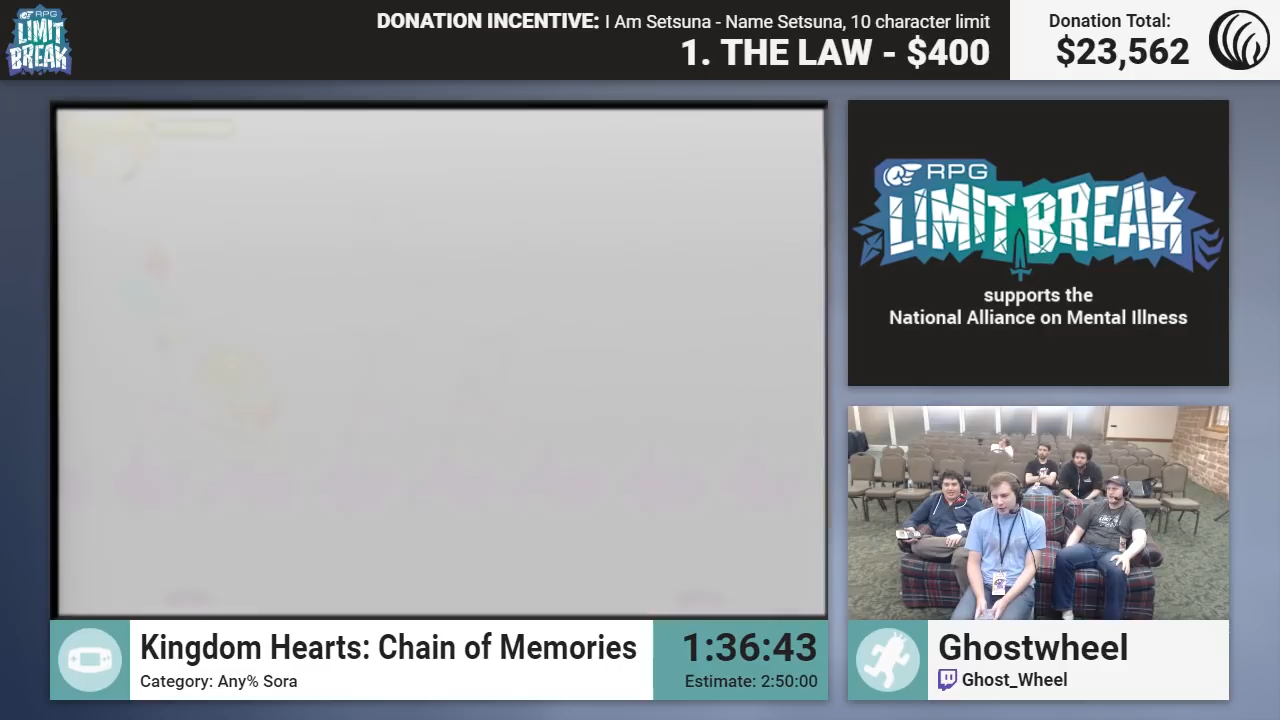 RPG
LIMIT
BREAK
DONATION INCENTIVE: I Am Setsuna - Name Setsuna, 10 character limit
1. THE LAW - $400
Donation Total:
$23,562
RPG
LIMIT BREAK
supports the
National Alliance on Mental Illness
Kingdom Hearts: Chain of Memories
Category: Any% Sora
1:36:43
Estimate: 2:50:00
Ghostwheel
Ghost_Wheel